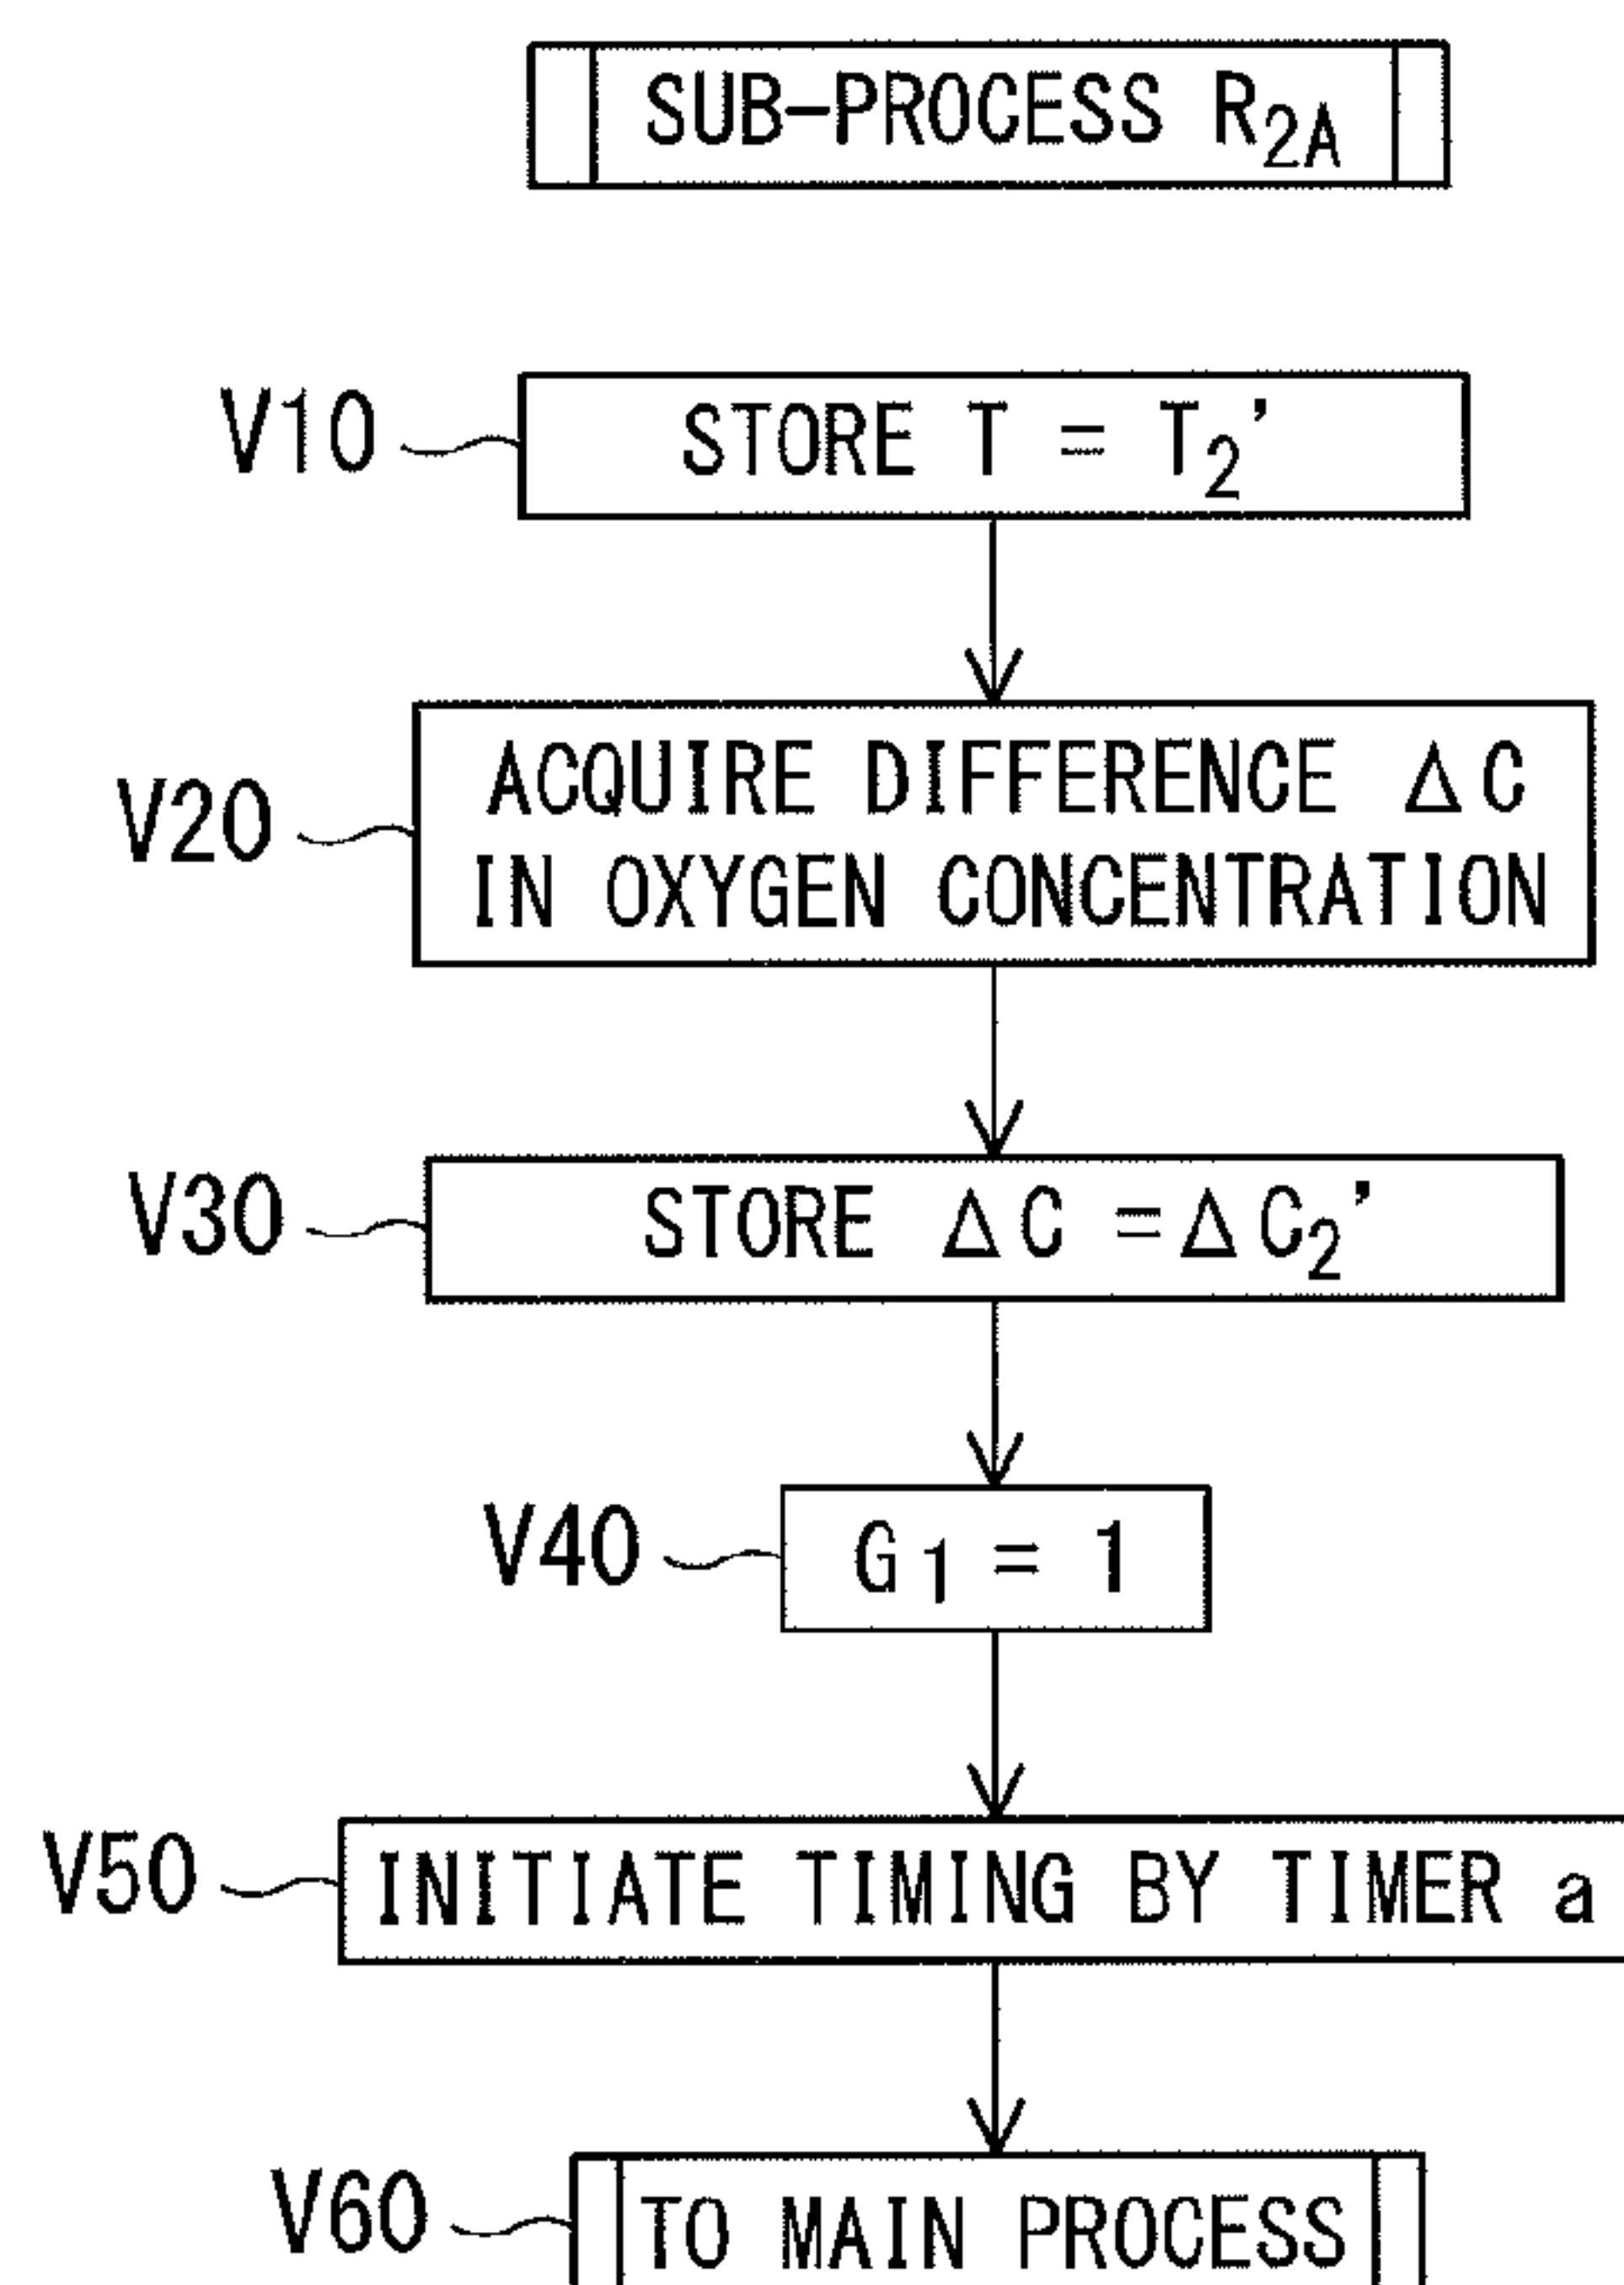 SUB-PROCESS R2A
V10
STORE T = T2'
V20
ACQUIRE DIFFERENCE ΔC
IN OXYGEN CONCENTRATION
V30
STORE ΔC =ΔC2'
V40
G1 = 1
V50
INITIATE TIMING BY TIMER a
V60
TO MAIN PROCESS